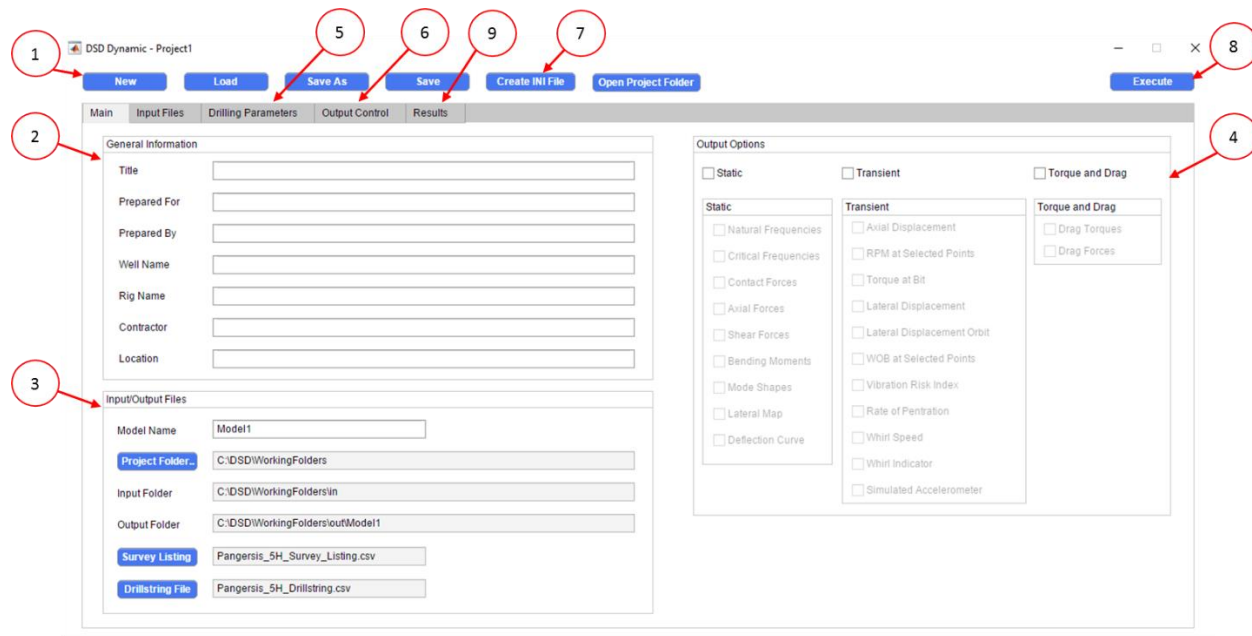 5
6
7
9
1
8
DSD Dynamic - Project1
New
Load
Save As
Save
Create INI File
Open Project Folder
Execute
Main
Input Files
Drilling Parameters
Output Control
Results
2
General Information
Title
Prepared For
Prepared By
Well Name
Rig Name
Contractor
Location
3
Input/Output Files
Model Name
Model1
Project Folder..
C:\DSD\WorkingFolders
Input Folder
C:\DSD\WorkingFolders\in
Output Folder
C:\DSD\WorkingFolders\out\Model1
Survey Listing
Pangersis_5H_Survey_Listing.csv
Drillstring File
Pangersis_5H_Drillstring.csv
4
Output Options
Static
Transient
Torque and Drag
Static
Natural Frequencies
Critical Frequencies
Contact Forces
Axial Forces
Shear Forces
Bending Moments
Mode Shapes
Lateral Map
Deflection Curve
Transient
Axial Displacement
RPM at Selected Points
Torque at Bit
Lateral Displacement
Lateral Displacement Orbit
WOB at Selected Points
Vibration Risk Index
Rate of Pentration
Whirl Speed
Whirl Indicator
Simulated Accelerometer
Torque and Drag
Drag Torques
Drag Forces